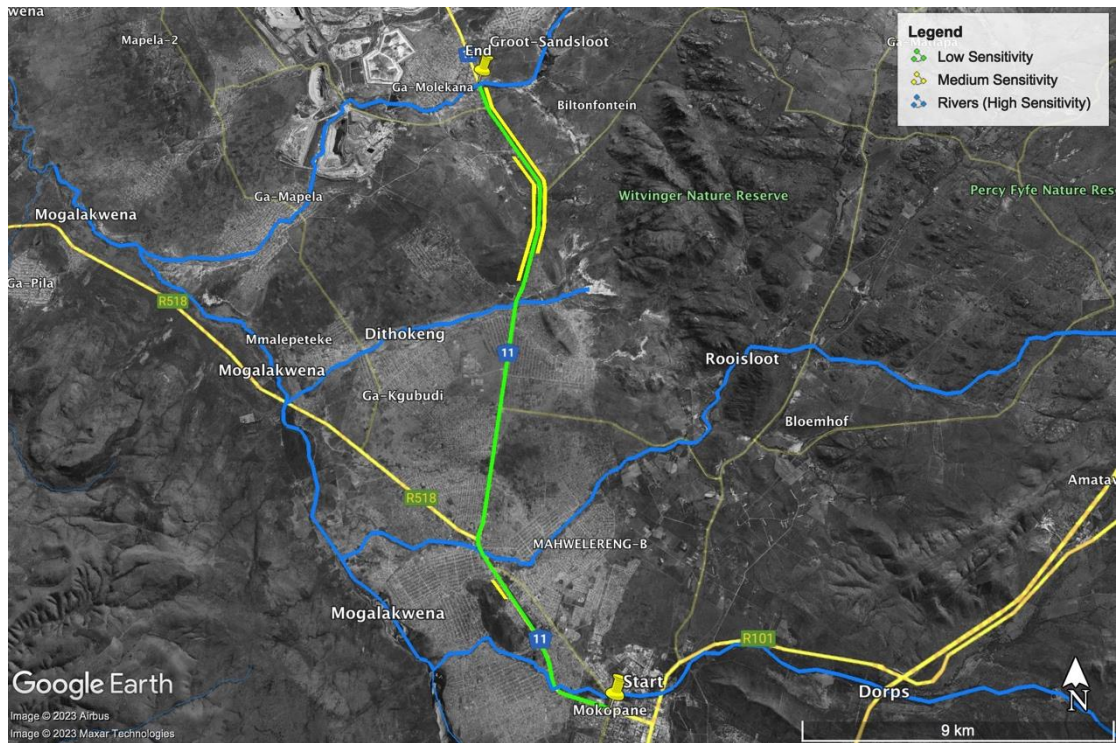 wena
Mapela-2
Groot-Sandsloot
End
Ga-Molekana
Biltonfontein
Legend
Low Sensitivity
Medium Sensitivity
Rivers (High Sensitivity)
Ga-Mapela
Witvinger Nature Reserve
Percy Fyfe Nature Res
Mogalakwena
Ga-Pila
R518
Mmalepeteke
Dithokeng
11
Rooisloot
Mogalakwena
Ga-Kgubudi
Bloemhof
Amatav
R518
MAHWELERENG-B
Mogalakwena
11
R101
Start
Mokopane
Dorps
N
Google Earth
Image © 2023 Airbus
Image © 2023 Maxar Technologies
9 km